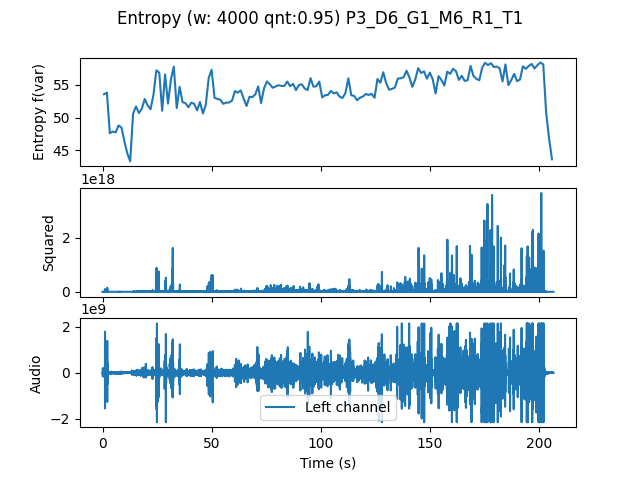 Entropy (w: 4000 qnt:0.95) P3_D6_G1_M6_R1_T1
Entropy f(var)
55
50
45
1e18
Squared
2
0
1e9
Audio
2
0
−2
Left channel
0
50
100
150
200
Time (s)